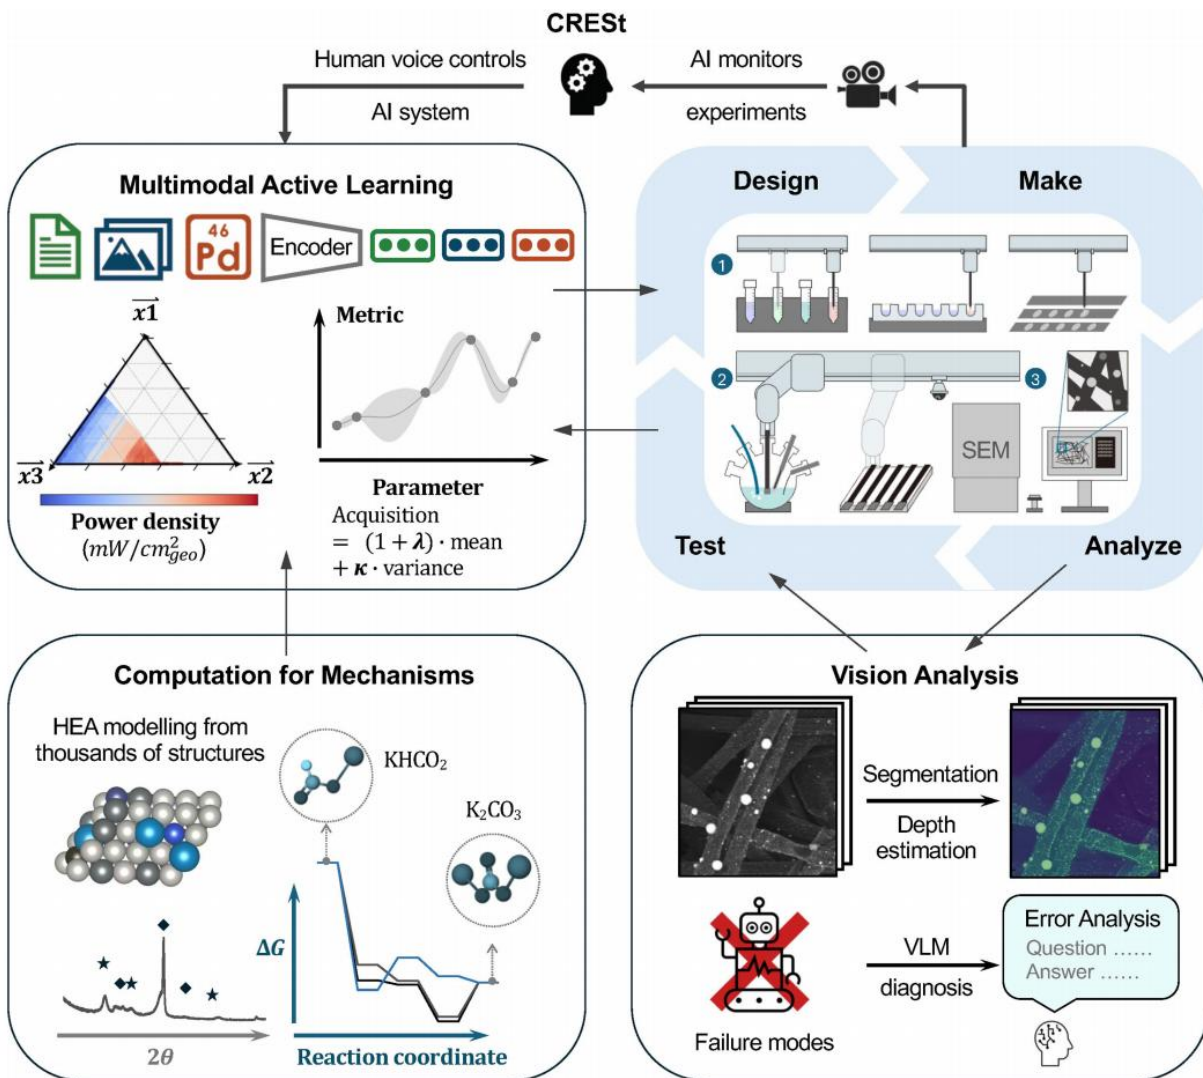 CRESt
Human voice controls
AI system
AI monitors
experiments
Multimodal Active Learning
46
Pd
Encoder
x1
x3
x2
Power density
(mW/cm²geo)
Metric
Parameter
Acquisition
= (1 + λ) · mean
+ κ · variance
Design
Make
1
2
3
SEM
Test
Analyze
Computation for Mechanisms
HEA modelling from
thousands of structures
KHCO₂
K₂CO₃
ΔG
2θ
Reaction coordinate
Vision Analysis
Segmentation
Depth
estimation
VLM
diagnosis
Failure modes
Error Analysis
Question ......
Answer ......